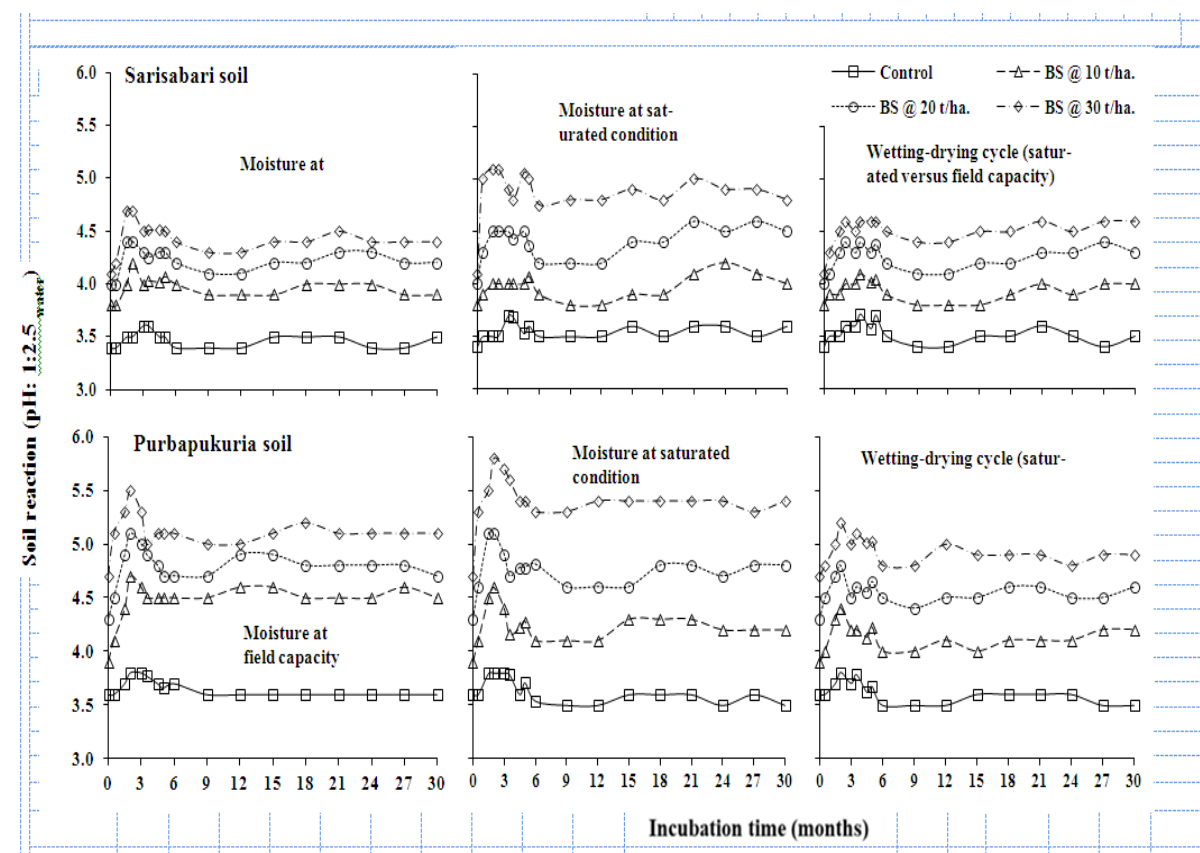 Sarisabari soil
Control
BS @ 10 t/ha.
BS @ 20 t/ha.
BS @ 30 t/ha.
Moisture at
Moisture at sat-
urated condition
Wetting-drying cycle (satur-
ated versus field capacity)
6.0
5.5
5.0
4.5
4.0
3.5
3.0
Soil reaction (pH: 1:2.5 water)
Purbapukuria soil
Moisture at
field capacity
Moisture at saturated
condition
Wetting-drying cycle (satur-
6.0
5.5
5.0
4.5
4.0
3.5
3.0
0 3 6 9 12 15 18 21 24 27 30
0 3 6 9 12 15 18 21 24 27 30
0 3 6 9 12 15 18 21 24 27 30
Incubation time (months)